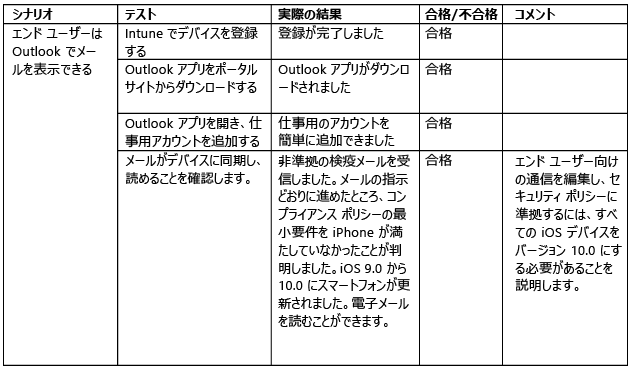 シナリオ テスト 実際の結果 合格/不合格 コメント
エンド ユーザーは
Outlook でメー
ルを表示できる
Intune でデバイスを登録
する
登録が完了しました
合格
Outlook アプリをポータル
サイトからダウンロードする
Outlook アプリがダウンロ
ードされました
合格
Outlook アプリを開き、仕
事用アカウントを追加する
仕事用のアカウントを
簡単に追加できました
合格
メールがデバイスに同期し、
読めることを確認します。
非準拠の検疫メールを受
信しました。メールの指示
どおりに進めたところ、コン
プライアンス ポリシーの最
小要件を iPhone が満
たしていなかったことが判
明しました。iOS 9.0 から
10.0 にスマートフォンが更
新されました。電子メール
を読むことができます。
合格
エンド ユーザー向け
の通信を編集し、セ
キュリティ ポリシーに
準拠するには、すべ
ての iOS デバイスを
バージョン 10.0 にす
る必要があることを
説明します。